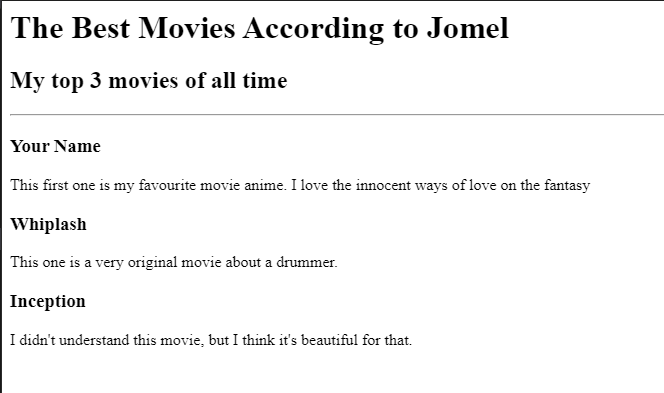 The Best Movies According to Jomel
My top 3 movies of all time
Your Name
This first one is my favourite movie anime. I love the innocent ways of love on the fantasy
Whiplash
This one is a very original movie about a drummer.
Inception
I didn't understand this movie, but I think it's beautiful for that.